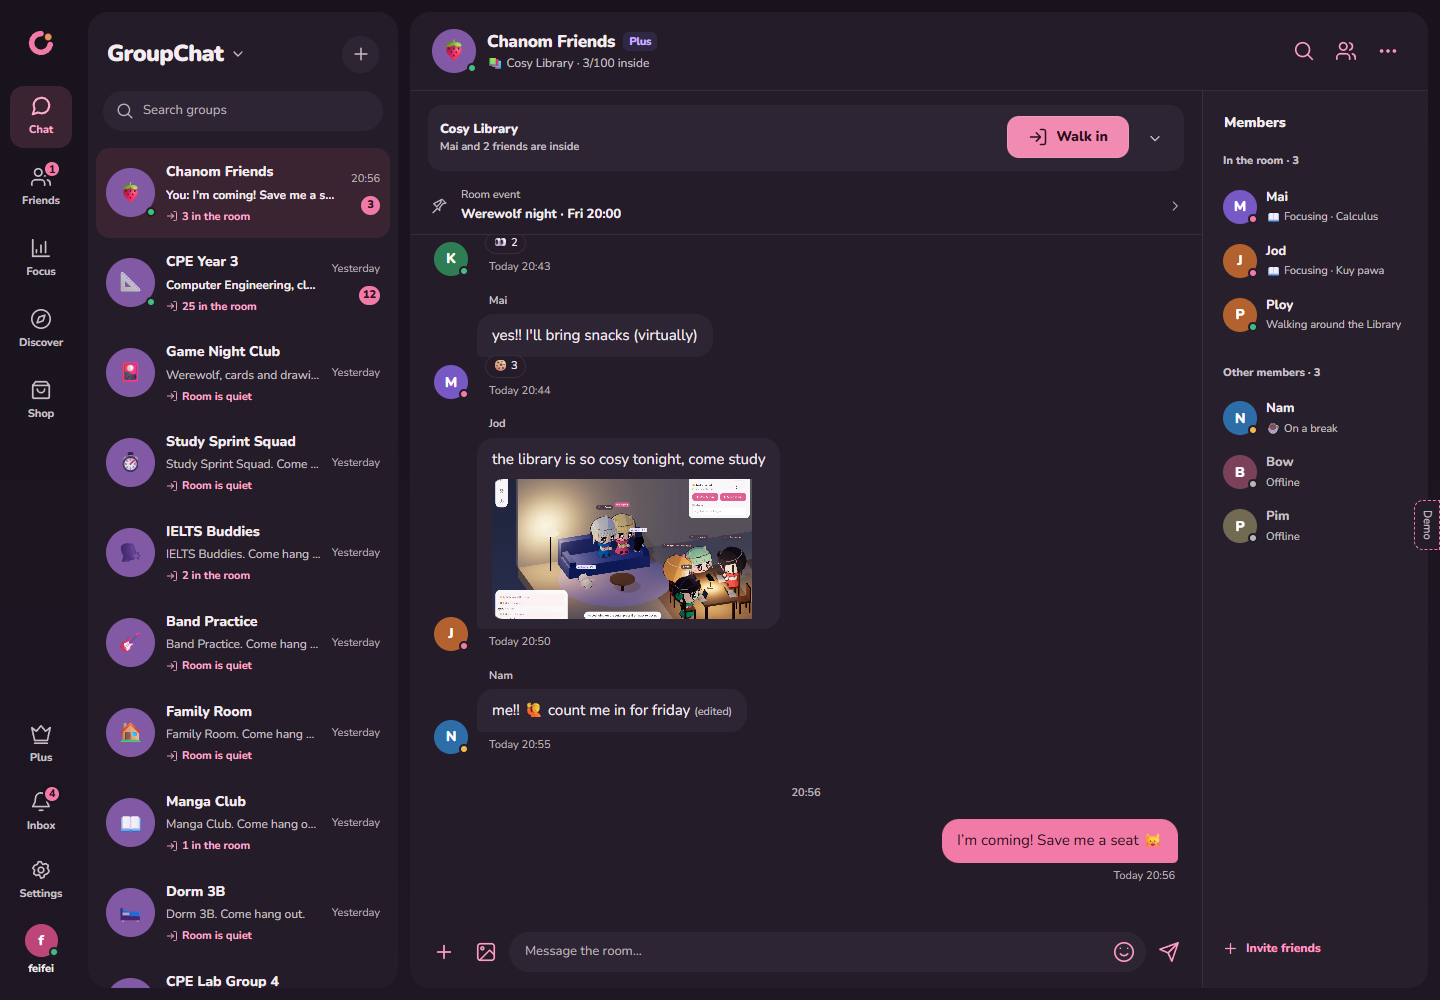 GroupChat
Search groups
Chat
1
Friends
Focus
Discover
Shop
Plus
4
Inbox
Settings
f
feifei
Chanom Friends
20:56
You: I'm coming! Save me a s...
3
3 in the room
CPE Year 3
Yesterday
Computer Engineering, cl...
12
25 in the room
Game Night Club
Werewolf, cards and drawi...
Yesterday
Room is quiet
Study Sprint Squad
Study Sprint Squad. Come ...
Yesterday
Room is quiet
IELTS Buddies
IELTS Buddies. Come hang ...
Yesterday
2 in the room
Band Practice
Band Practice. Come hang ...
Yesterday
Room is quiet
Family Room
Family Room. Come hang ...
Yesterday
Room is quiet
Manga Club
Manga Club. Come hang o...
Yesterday
1 in the room
Dorm 3B
Dorm 3B. Come hang out.
Yesterday
Room is quiet
CPE Lab Group 4
Chanom Friends Plus
Cosy Library · 3/100 inside
Cosy Library
Mai and 2 friends are inside
Walk in
Room event
Werewolf night · Fri 20:00
2
K
Today 20:43
Mai
yes!! I'll bring snacks (virtually)
3
M
Today 20:44
Jod
the library is so cosy tonight, come study
J
Today 20:50
Nam
me!! count me in for friday (edited)
N
Today 20:55
20:56
I'm coming! Save me a seat
Today 20:56
Message the room...
Members
In the room · 3
M
Mai
Focusing · Calculus
J
Jod
Focusing · Kuy pawa
P
Ploy
Walking around the Library
Other members · 3
N
Nam
On a break
B
Bow
Offline
P
Pim
Offline
Invite friends
Demo